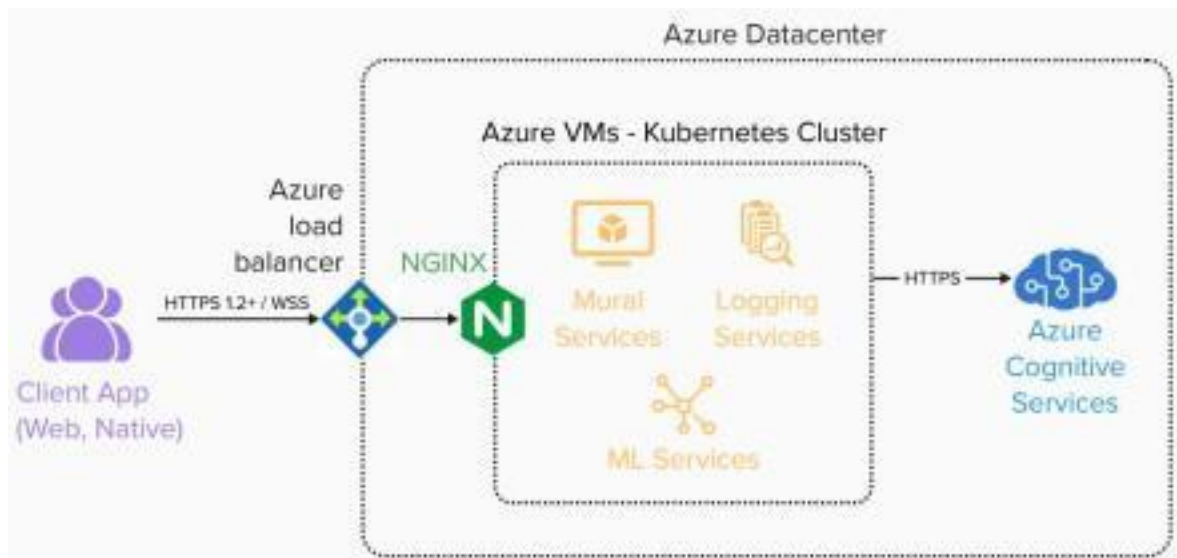 Azure Datacenter
Azure VMs - Kubernetes Cluster
Azure
load
balancer
NGINX
HTTPS 1.2+ / WSS
N
Mural
Services
Logging
Services
HTTPS
Azure
Cognitive
Services
Client App
(Web, Native)
ML Services